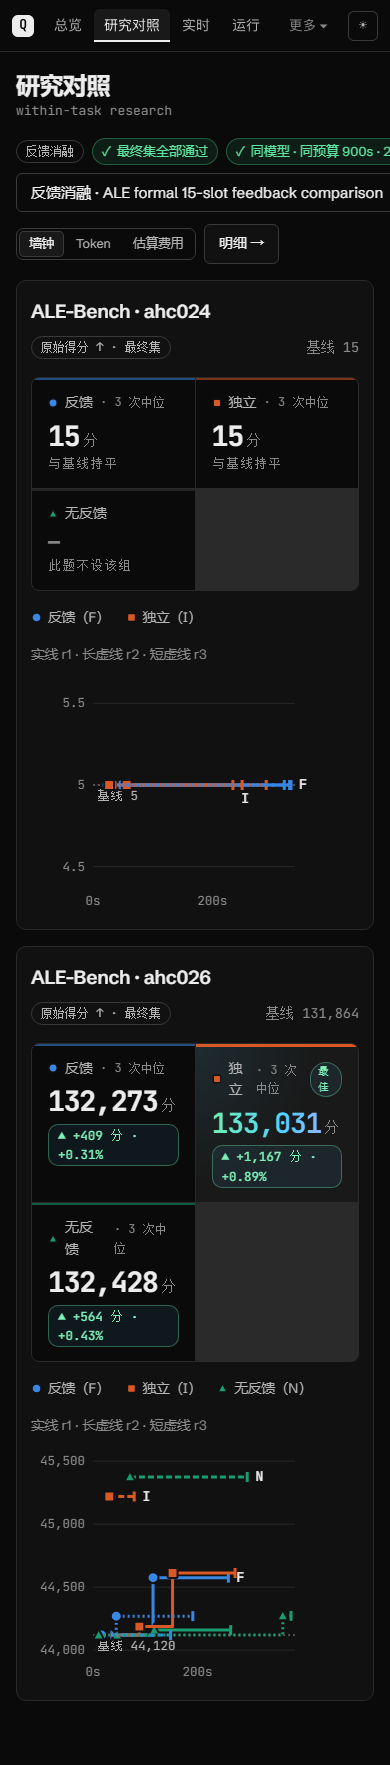 Q 总览 研究对照 实时 运行 更多
研究对照
within-task research
反馈消融 ✓ 最终集全部通过 ✓ 同模型 · 同预算 900s · 2
反馈消融 · ALE formal 15-slot feedback comparison
墙钟 Token 估算费用 明细 →
ALE-Bench · ahc024
原始得分 ↑ · 最终集 基线 15
反馈 · 3 次中位
15 分
与基线持平
独立 · 3 次中位
15 分
与基线持平
无反馈
—
此题不设该组
反馈 (F) 独立 (I)
实线 r1 · 长虚线 r2 · 短虚线 r3
5.5
5
基线 5
F
I
4.5
0s 200s
ALE-Bench · ahc026
原始得分 ↑ · 最终集 基线 131,864
反馈 · 3 次中位
132,273 分
▲ +409 分 ·
+0.31%
独
立
· 3 次
中位
最
佳
133,031 分
▲ +1,167 分 ·
+0.89%
无反
馈
· 3 次中
位
132,428 分
▲ +564 分 ·
+0.43%
反馈 (F) 独立 (I) 无反馈 (N)
实线 r1 · 长虚线 r2 · 短虚线 r3
45,500
N
I
45,000
44,500
F
44,000
基线 44,120
0s 200s